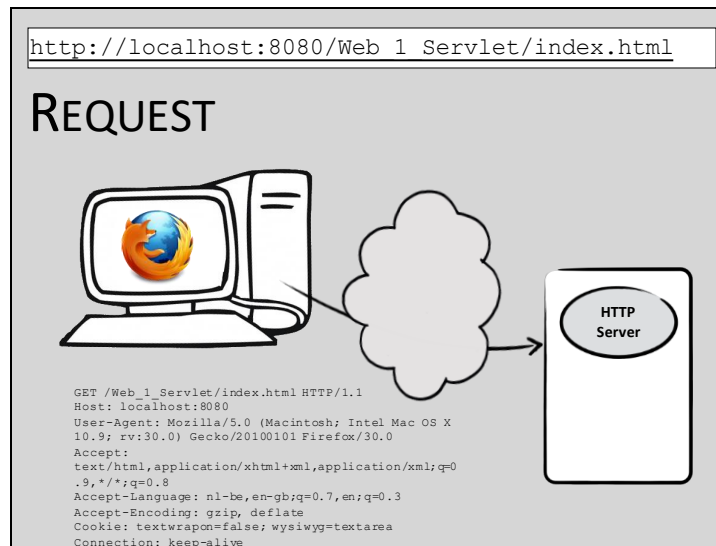 http://localhost:8080/Web_1_Servlet/index.html
REQUEST
HTTP
Server
GET /Web_1_Servlet/index.html HTTP/1.1
Host: localhost:8080
User-Agent: Mozilla/5.0 (Macintosh; Intel Mac OS X
10.9; rv:30.0) Gecko/20100101 Firefox/30.0
Accept:
text/html,application/xhtml+xml,application/xml;q=0
.9,*/*;q=0.8
Accept-Language: nl-be,en-gb;q=0.7,en;q=0.3
Accept-Encoding: gzip, deflate
Cookie: textwrapon=false; wysiwyg=textarea
Connection: keep-alive